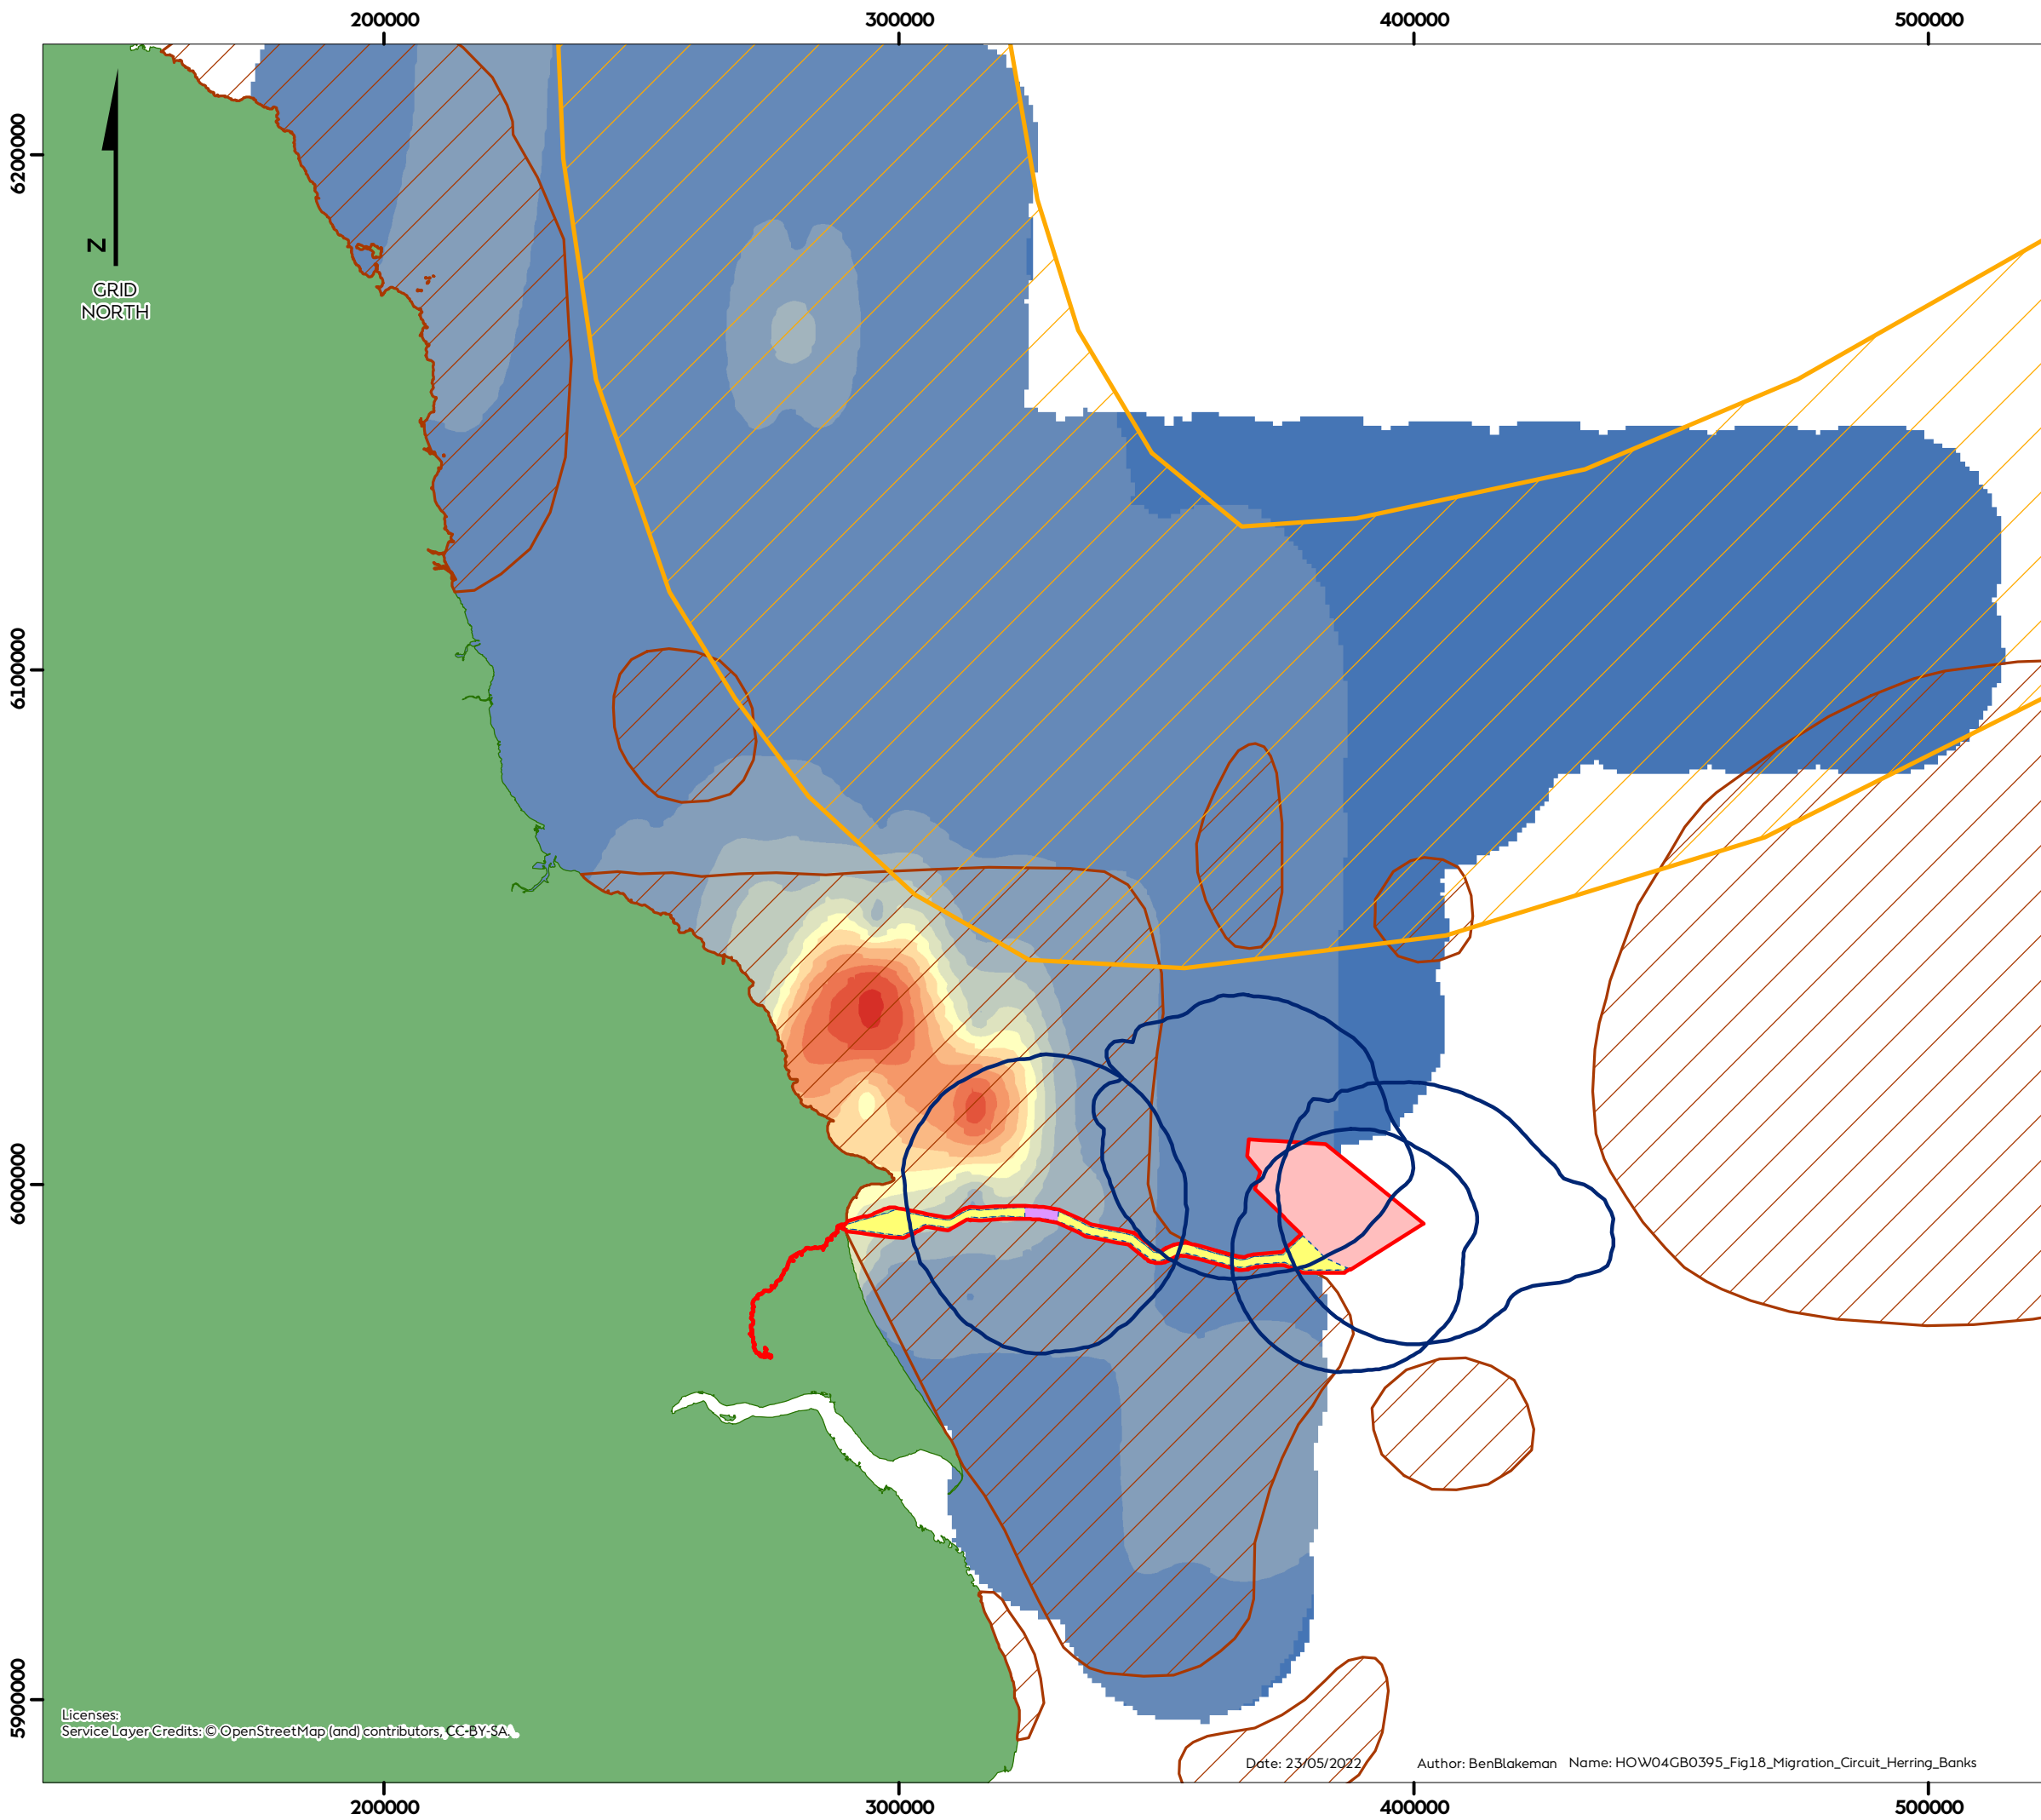 200000 300000 400000 500000
6200000
6100000
6000000
5900000
N
GRID
NORTH
Licenses:
Service Layer Credits: © OpenStreetMap (and) contributors, CC-BY-SA.
Date: 23/05/2022 Author: BenBlakeman Name: HOW04GB0395_Fig18_Migration_Circuit_Herring_Banks
200000 300000 400000 500000